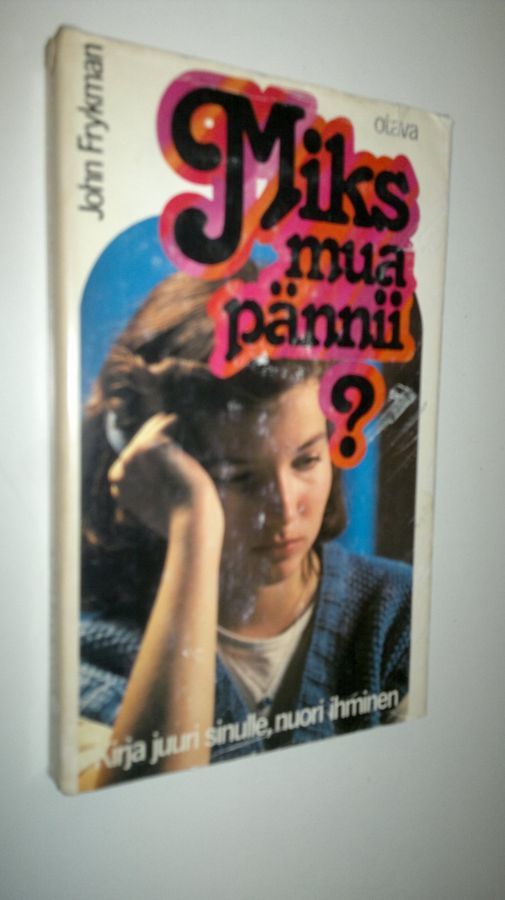 John Frykman
otava
Miks
mua
pännii
?
Kirja juuri sinulle, nuori ihminen